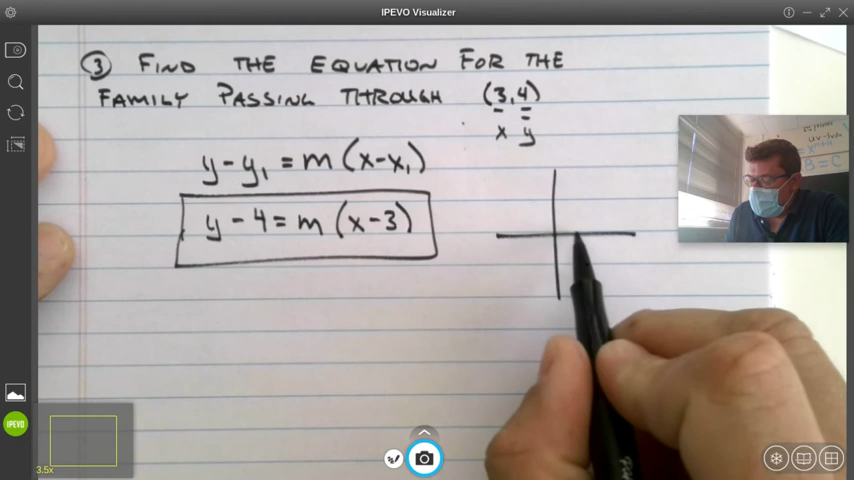 IPEVO Visualizer
③ FIND THE EQUATION FOR THE
FAMILY PASSING THROUGH (3,4)
x y
y - y₁ = m (x - x₁)
y - 4 = m (x - 3)
B = C
IPEVO
3.5x